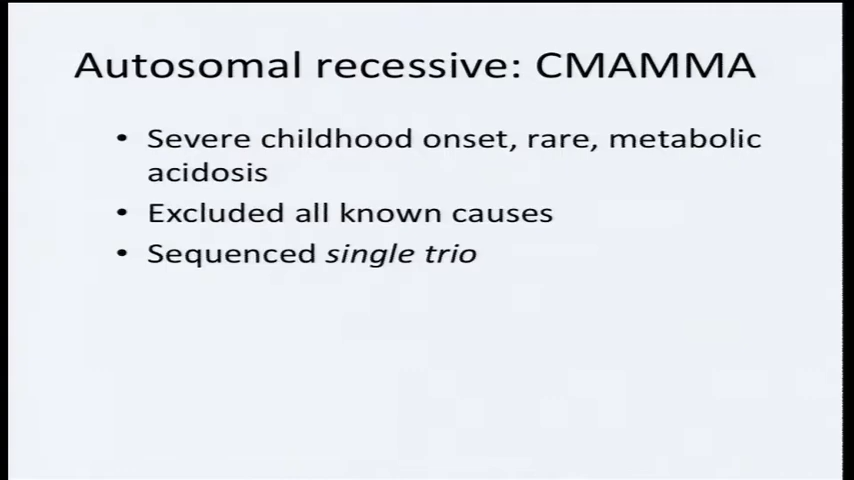 Autosomal recessive: CMAMMA
• Severe childhood onset, rare, metabolic
acidosis
• Excluded all known causes
• Sequenced single trio